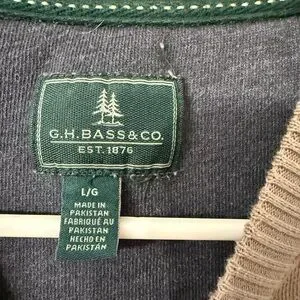 G.H.BASS&CO.
EST.1876
L/G
MADE IN
PAKISTAN
FABRIQUÉ AU
PAKISTAN
HECHO EN
PAKISTÁN